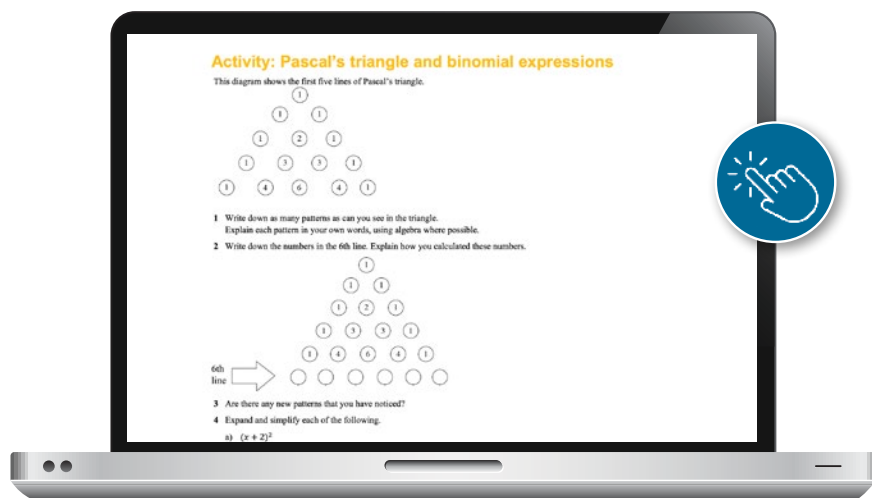 Activity: Pascal's triangle and binomial expressions
This diagram shows the first five lines of Pascal's triangle.
1
1 1
1 2 1
1 3 3 1
1 4 6 4 1
1 Write down as many patterns as can you see in the triangle.
Explain each pattern in your own words, using algebra where possible.
2 Write down the numbers in the 6th line. Explain how you calculated these numbers.
1
1 1
1 2 1
1 3 3 1
1 4 6 4 1
6th
line
3 Are there any new patterns that you have noticed?
4 Expand and simplify each of the following.
a) (x + 2)²